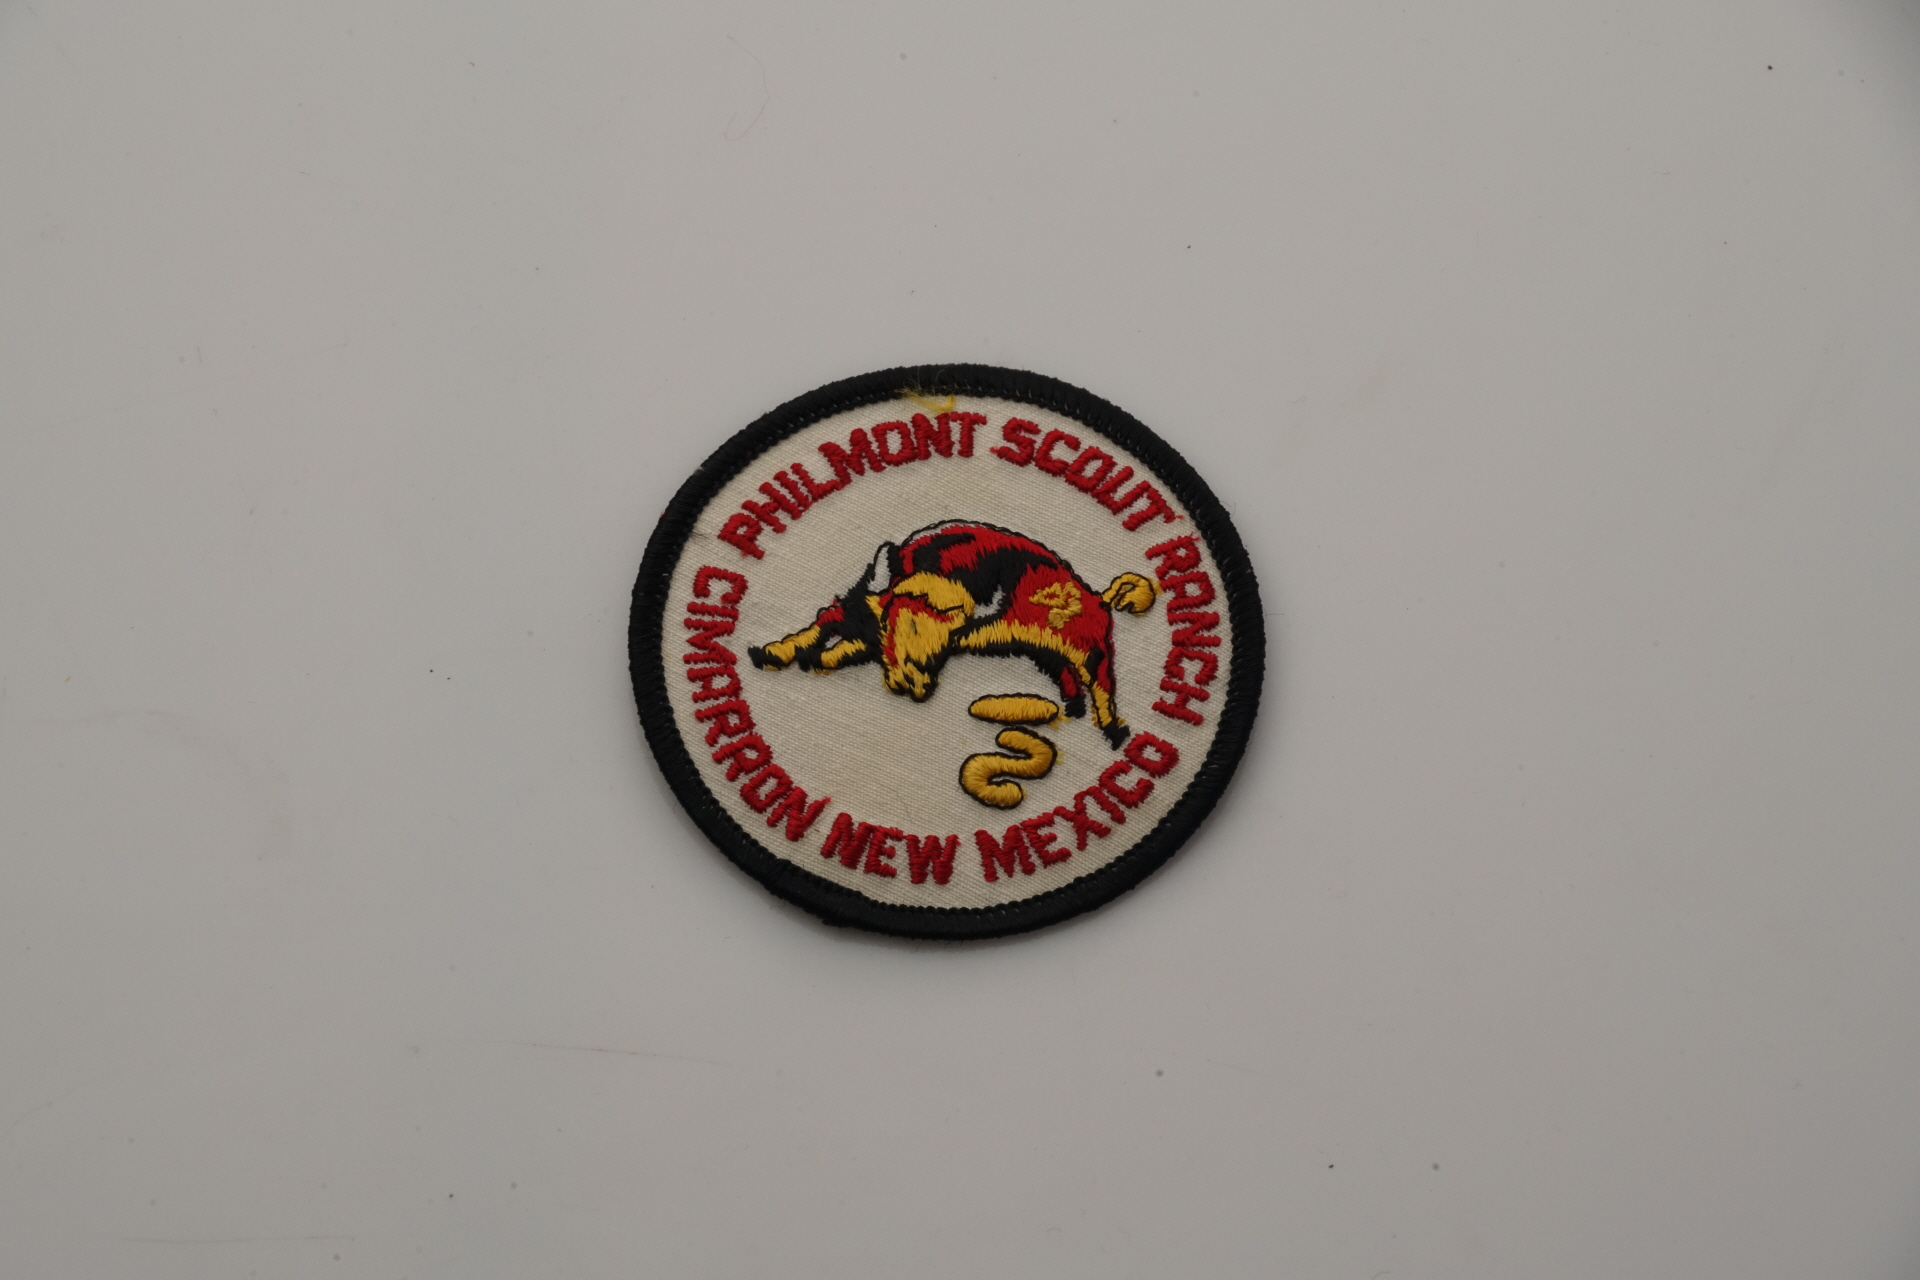 PHILMONT SCOUT RANCH
CIMARRON NEW MEXICO